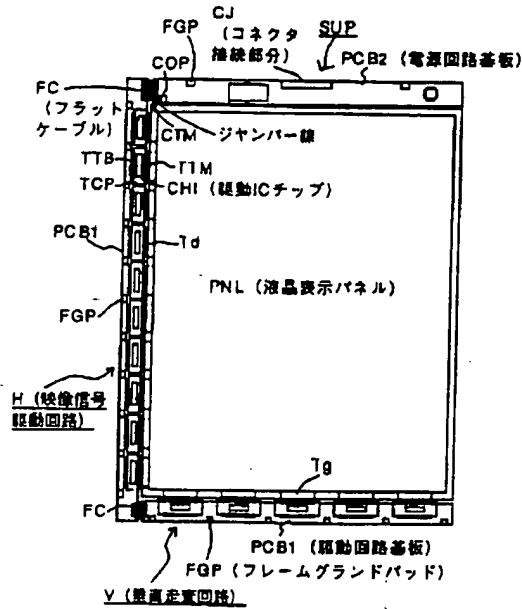 CJ
(コネクタ
接続部分)
FGP
SUP
COP
PCB2 (電源回路基板)
FC
(フラット
ケーブル)
CTM
ジャンパー線
TTB
TTM
TCP
CHI (駆動ICチップ)
PCB1
Td
PNL (液晶表示パネル)
FGP
H (映像信号
駆動回路)
Tg
FC
PCB1 (駆動回路基板)
FGP (フレームグランドパッド)
V (垂直走査回路)